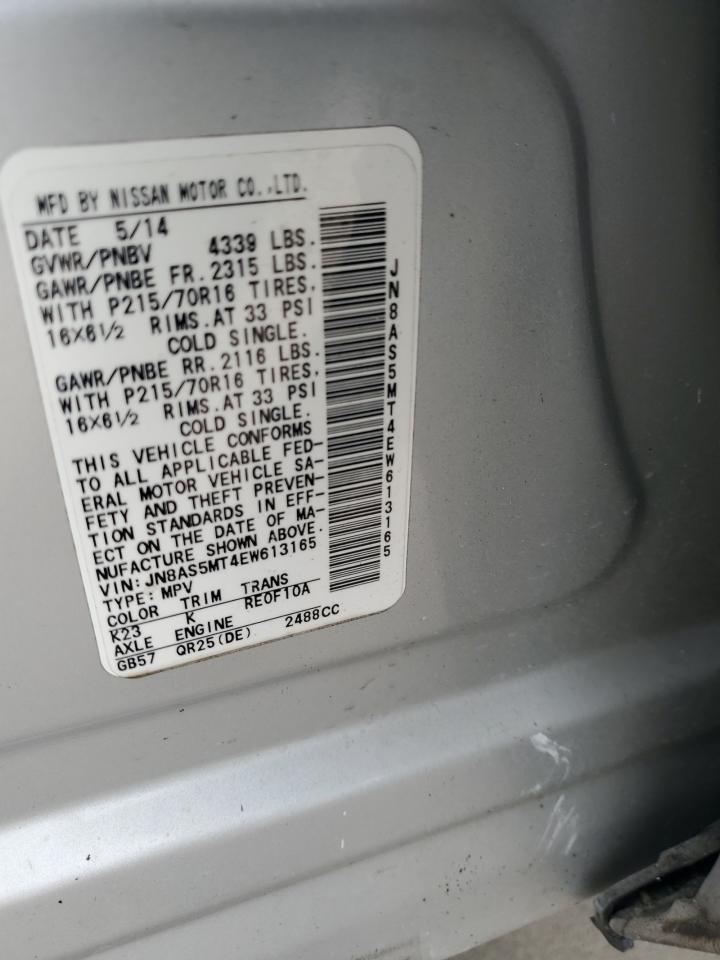 MFD BY NISSAN MOTOR CO.,LTD.
DATE 5/14
GVWR/PNBV 4339 LBS.
GAWR/PNBE FR. 2315 LBS.
WITH P215/70R16 TIRES,
16X6½ RIMS.AT 33 PSI
COLD SINGLE.
GAWR/PNBE RR. 2116 LBS.
WITH P215/70R16 TIRES,
16X6½ RIMS.AT 33 PSI
COLD SINGLE.
THIS VEHICLE CONFORMS
TO ALL APPLICABLE FED-
ERAL MOTOR VEHICLE SA-
FETY AND THEFT PREVEN-
TION STANDARDS IN EFF-
ECT ON THE DATE OF MA-
NUFACTURE SHOWN ABOVE.
VIN: JN8AS5MT4EW613165
TYPE: MPV
COLOR TRIM TRANS
K23 K RE0F10A
AXLE ENGINE
GB57 QR25(DE) 2488CC
JN8AS5MT4EW613165